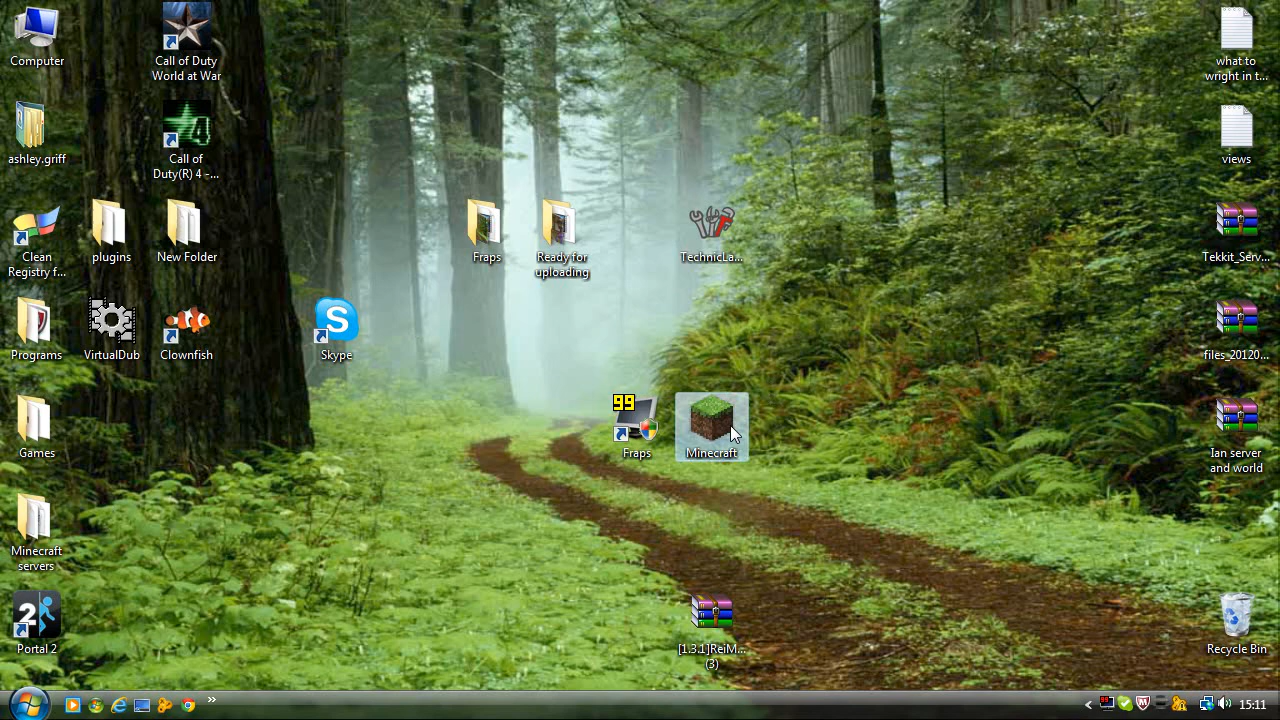 Computer
Call of Duty
World at War
what to
wright in t...
ashley.griff
Call of
Duty(R) 4 -...
views
Clean
Registry f...
plugins
New Folder
Fraps
Ready for
uploading
TechnicLa...
Tekkit_Serv...
Programs
VirtualDub
Clownfish
S
Skype
files_20120...
Games
99
Fraps
Minecraft
Ian server
and world
Minecraft
servers
2
Portal 2
[1.3.1]ReiM...
(3)
Recycle Bin
15:11